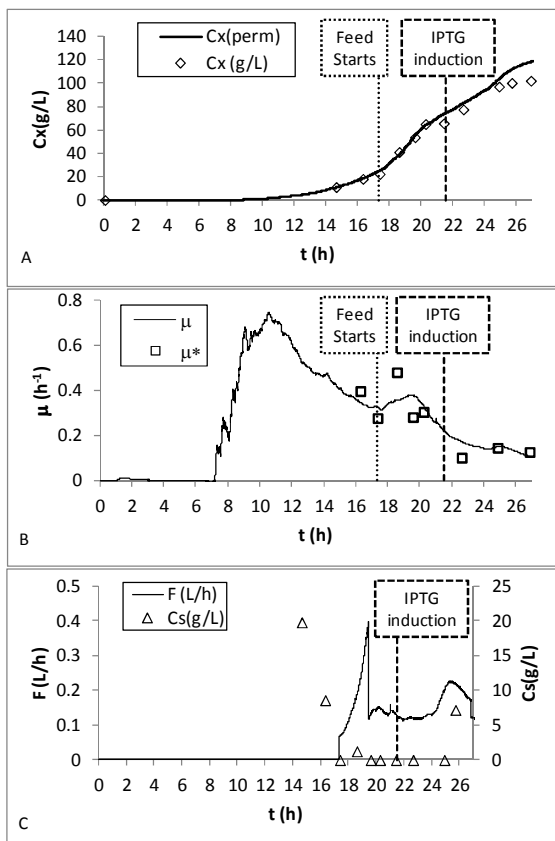 140
120
100
80
60
40
20
0
Cx(g/L)
Cx(perm)
Cx (g/L)
Feed
Starts
IPTG
induction
0 2 4 6 8 10 12 14 16 18 20 22 24 26
t (h)
A
0.8
0.6
0.4
0.2
0
μ (h-1)
μ
μ*
Feed
Starts
IPTG
induction
0 2 4 6 8 10 12 14 16 18 20 22 24 26
t (h)
B
0.5
0.4
0.3
0.2
0.1
0
F (L/h)
F (L/h)
Cs(g/L)
IPTG
induction
25
20
15
10
5
0
Cs(g/L)
0 2 4 6 8 10 12 14 16 18 20 22 24 26
t (h)
C